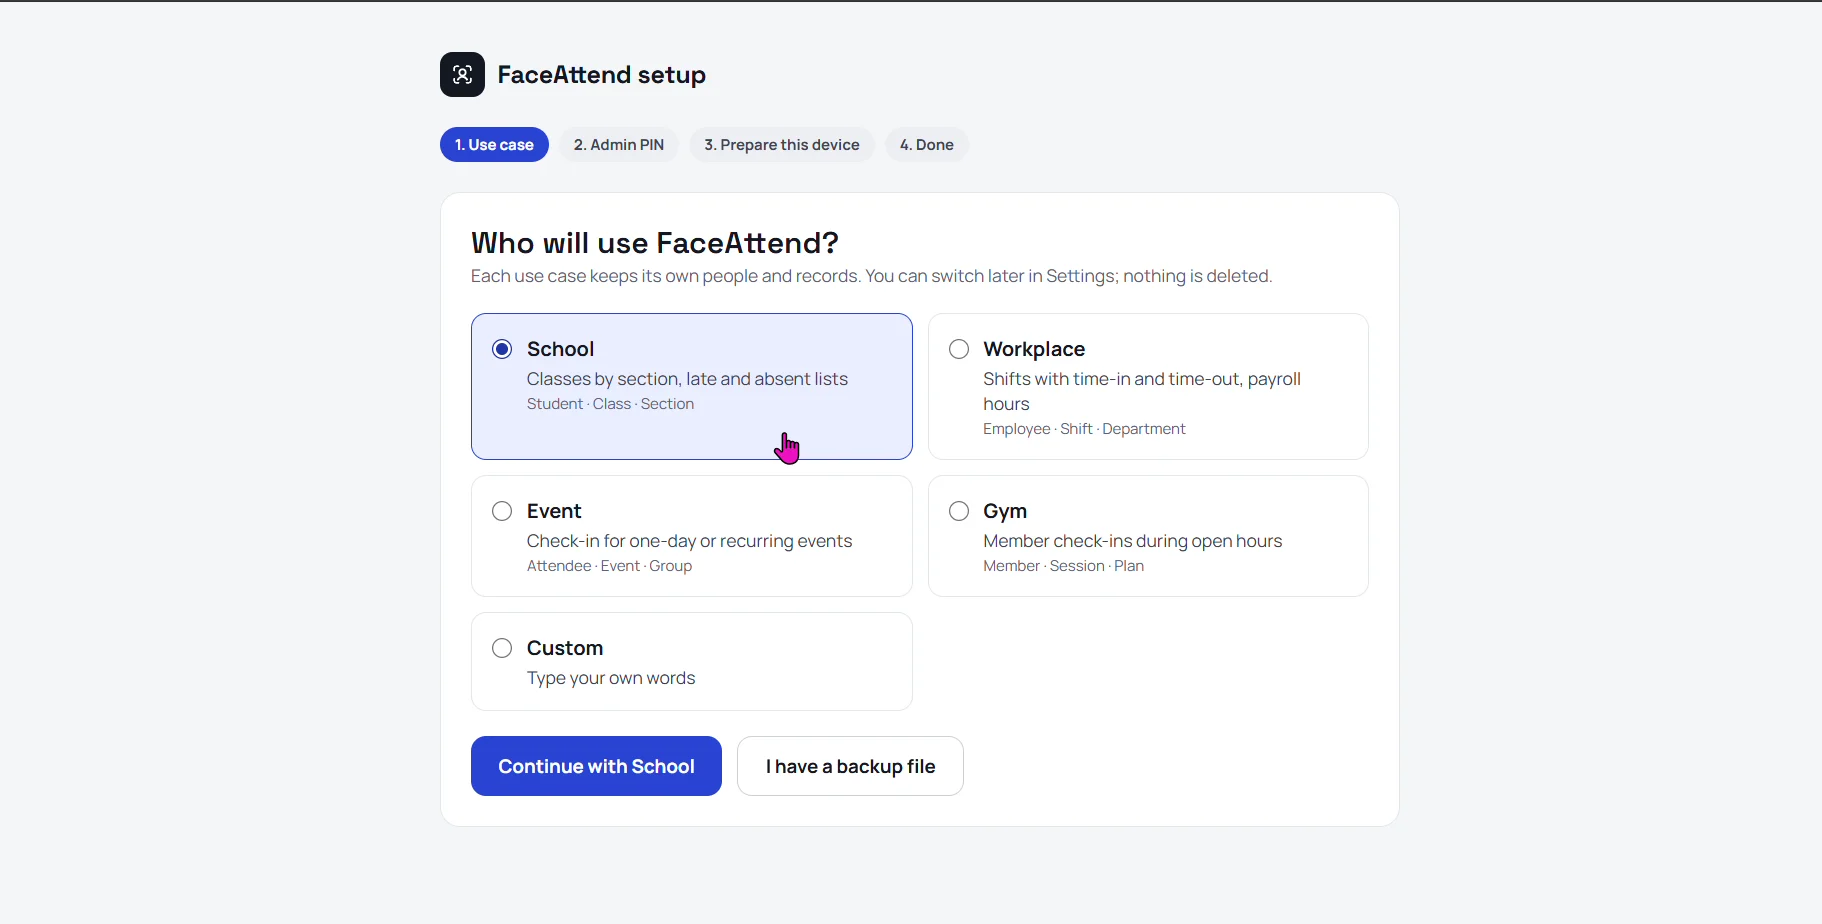 FaceAttend setup
1. Use case
2. Admin PIN
3. Prepare this device
4. Done
Who will use FaceAttend?
Each use case keeps its own people and records. You can switch later in Settings; nothing is deleted.
School
Classes by section, late and absent lists
Student · Class · Section
Workplace
Shifts with time-in and time-out, payroll
hours
Employee · Shift · Department
Event
Check-in for one-day or recurring events
Attendee · Event · Group
Gym
Member check-ins during open hours
Member · Session · Plan
Custom
Type your own words
Continue with School
I have a backup file